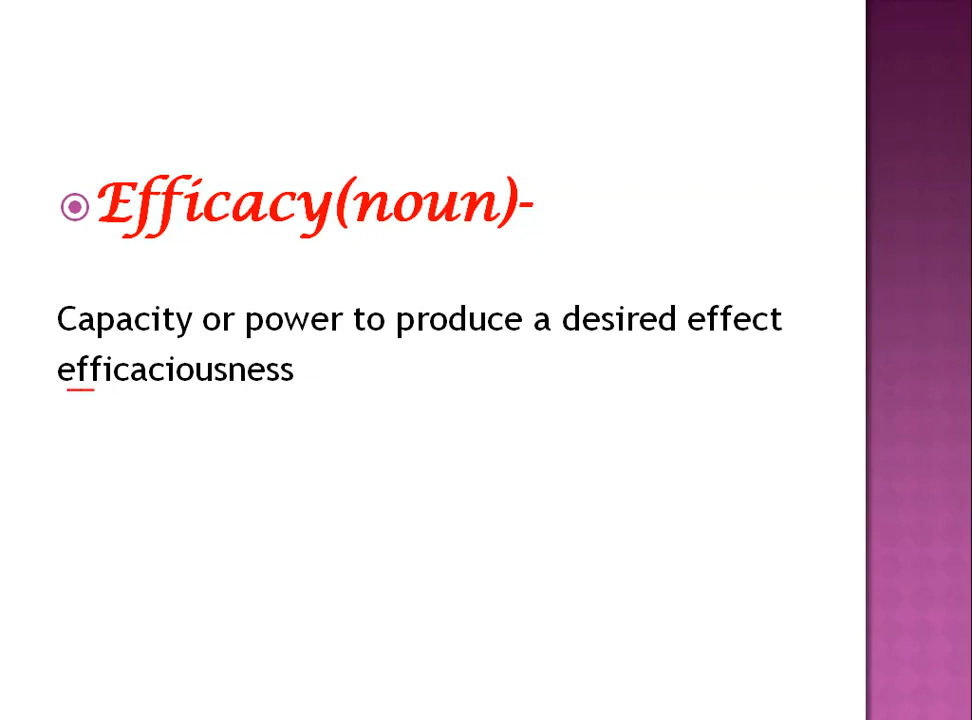 Efficacy(noun)-
Capacity or power to produce a desired effect
efficaciousness